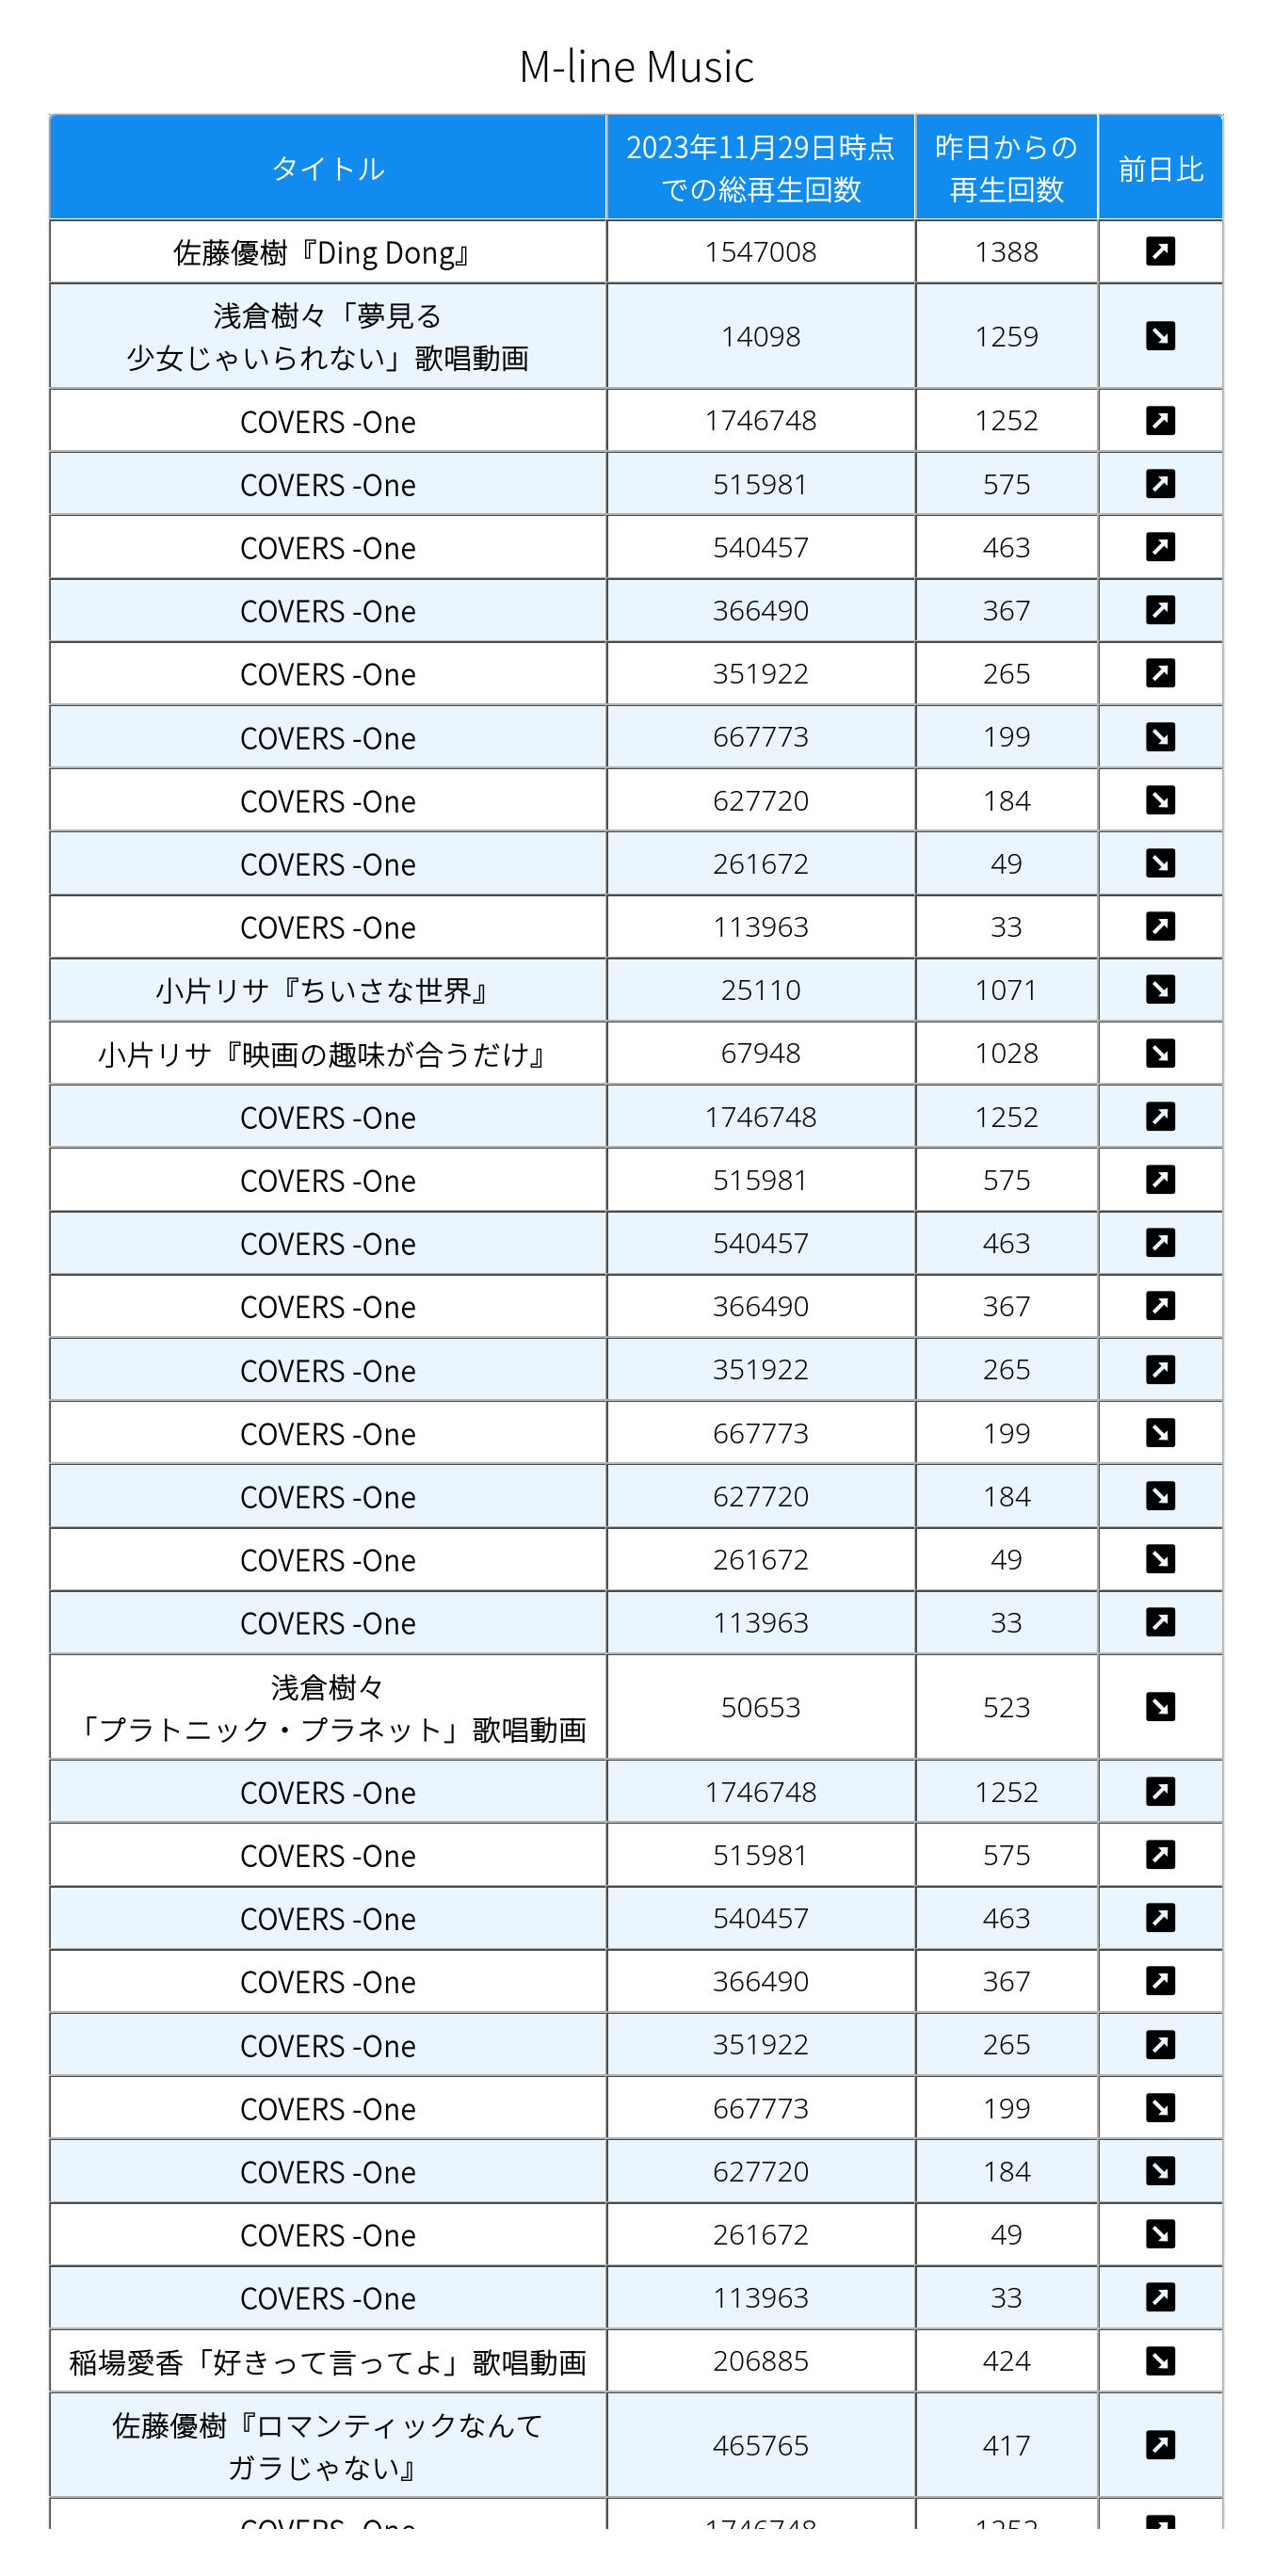 M-line Music
タイトル
2023年11月29日時点
での総再生回数
昨日からの
再生回数
前日比
佐藤優樹『Ding Dong』 1547008 1388
浅倉樹々「夢見る
少女じゃいられない」歌唱動画
14098 1259
COVERS -One 1746748 1252
COVERS -One 515981 575
COVERS -One 540457 463
COVERS -One 366490 367
COVERS -One 351922 265
COVERS -One 667773 199
COVERS -One 627720 184
COVERS -One 261672 49
COVERS -One 113963 33
小片リサ『ちいさな世界』 25110 1071
小片リサ『映画の趣味が合うだけ』 67948 1028
COVERS -One 1746748 1252
COVERS -One 515981 575
COVERS -One 540457 463
COVERS -One 366490 367
COVERS -One 351922 265
COVERS -One 667773 199
COVERS -One 627720 184
COVERS -One 261672 49
COVERS -One 113963 33
浅倉樹々
「プラトニック・プラネット」歌唱動画
50653 523
COVERS -One 1746748 1252
COVERS -One 515981 575
COVERS -One 540457 463
COVERS -One 366490 367
COVERS -One 351922 265
COVERS -One 667773 199
COVERS -One 627720 184
COVERS -One 261672 49
COVERS -One 113963 33
稲場愛香「好きって言ってよ」歌唱動画 206885 424
佐藤優樹『ロマンティックなんて
ガラじゃない』
465765 417
COVERS -One 1746748 1252